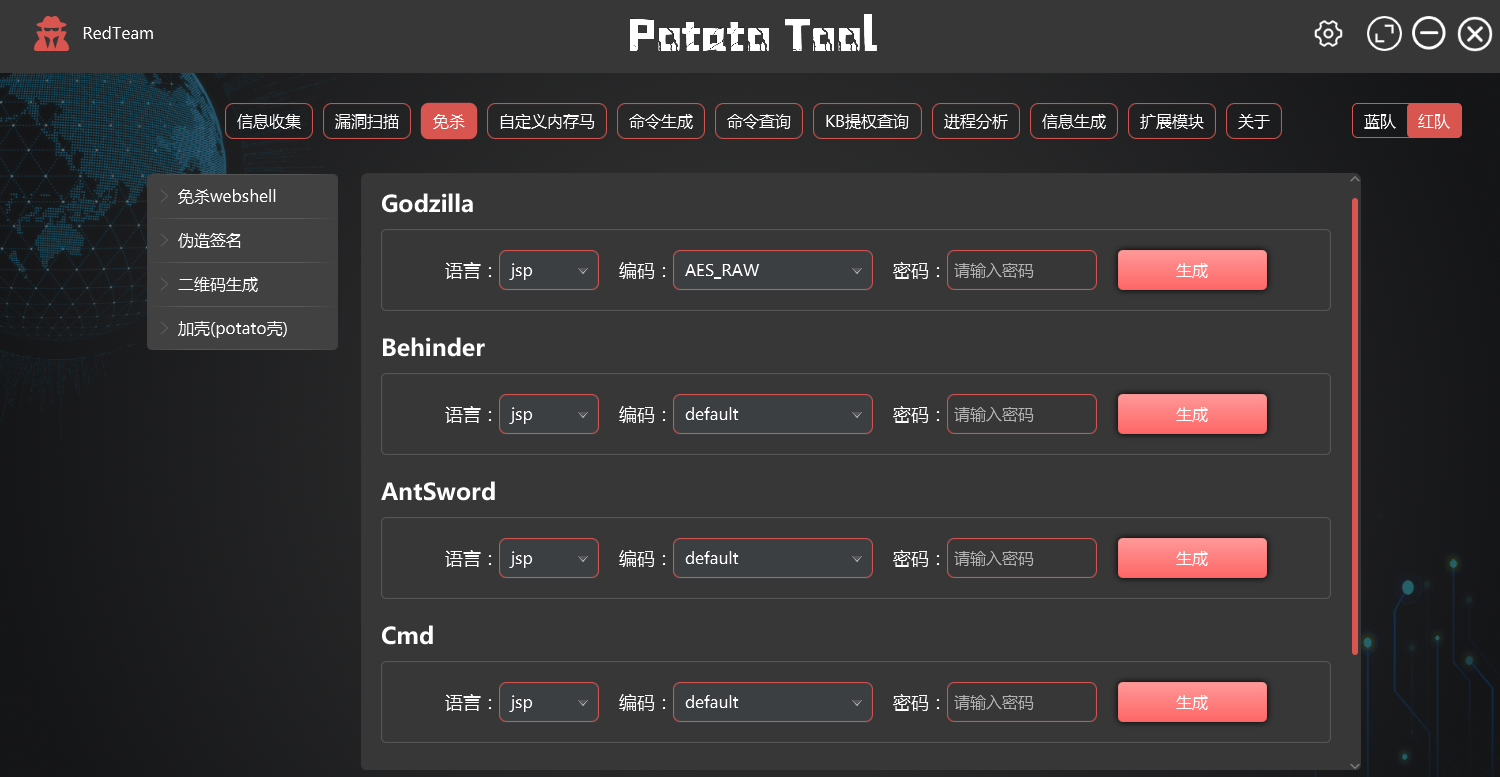 RedTeam
Potato Tool
信息收集 漏洞扫描 免杀 自定义内存马 命令生成 命令查询 KB提权查询 进程分析 信息生成 扩展模块 关于 蓝队 红队
免杀webshell
伪造签名
二维码生成
加壳(potato壳)
Godzilla
语言： jsp 编码： AES_RAW 密码： 请输入密码 生成
Behinder
语言： jsp 编码： default 密码： 请输入密码 生成
AntSword
语言： jsp 编码： default 密码： 请输入密码 生成
Cmd
语言： jsp 编码： default 密码： 请输入密码 生成